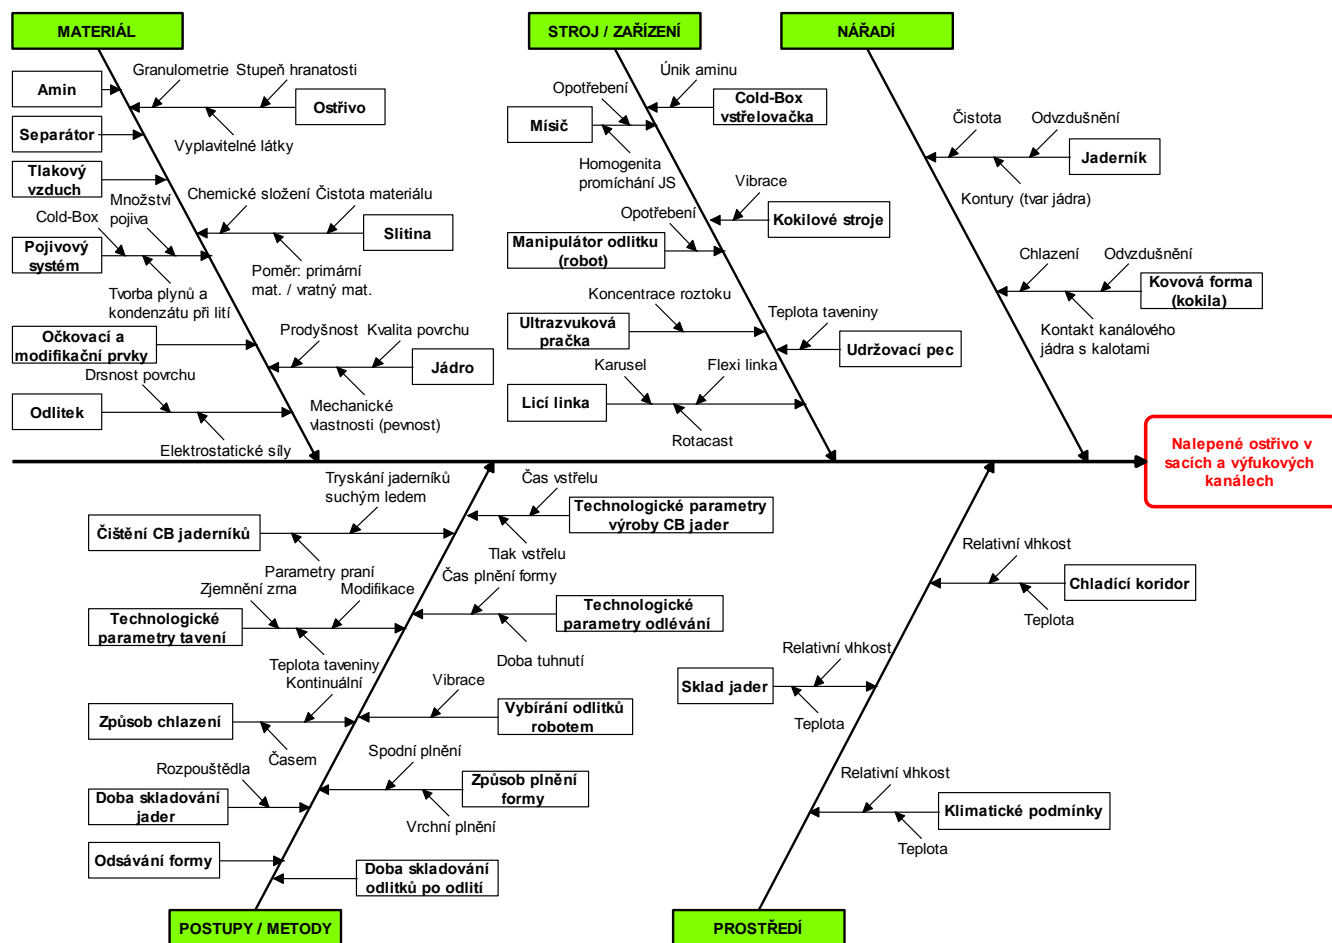 MATERIÁL
STROJ / ZAŘÍZENÍ
NÁŘADÍ
Amin
Granulometrie
Stupeň hranatosti
Ostřivo
Separátor
Vyplavitelné látky
Tlakový
vzduch
Množství
pojiva
Chemické složení
Čistota materiálu
Slitina
Cold-Box
Pojivový
systém
Poměr: primární
mat. / vratný mat.
Tvorba plynů a
kondenzátu při lití
Očkovací a
modifikační prvky
Prodyšnost
Kvalita povrchu
Jádro
Drsnost povrchu
Mechanické
vlastnosti (pevnost)
Odlitek
Elektrostatické síly
Únik aminu
Opotřebení
Cold-Box
vstřelovačka
Mísič
Homogenita
promíchání JS
Vibrace
Kokilové stroje
Opotřebení
Manipulátor odlitku
(robot)
Koncentrace roztoku
Ultrazvuková
pračka
Teplota taveniny
Udržovací pec
Karusel
Flexi linka
Licí linka
Rotacast
Čistota
Odvzdušnění
Jaderník
Kontury (tvar jádra)
Chlazení
Odvzdušnění
Kovová forma
(kokila)
Kontakt kanálového
jádra s kalotami
Nalepené ostřivo v
sacích a výfukových
kanálech
Tryskání jaderníků
suchým ledem
Čištění CB jaderníků
Parametry praní
Čas vstřelu
Technologické parametry
výroby CB jader
Tlak vstřelu
Zjemnění zrna
Modifikace
Technologické
parametry tavení
Teplota taveniny
Čas plnění formy
Technologické
parametry odlévání
Doba tuhnutí
Kontinuální
Způsob chlazení
Časem
Vibrace
Vybírání odlitků
robotem
Rozpouštědla
Doba skladování
jader
Spodní plnění
Způsob plnění
formy
Vrchní plnění
Odsávání formy
Doba skladování
odlitků po odlití
Relativní vlhkost
Chladící koridor
Teplota
Relativní vlhkost
Sklad jader
Teplota
Relativní vlhkost
Klimatické podmínky
Teplota
POSTUPY / METODY
PROSTŘEDÍ